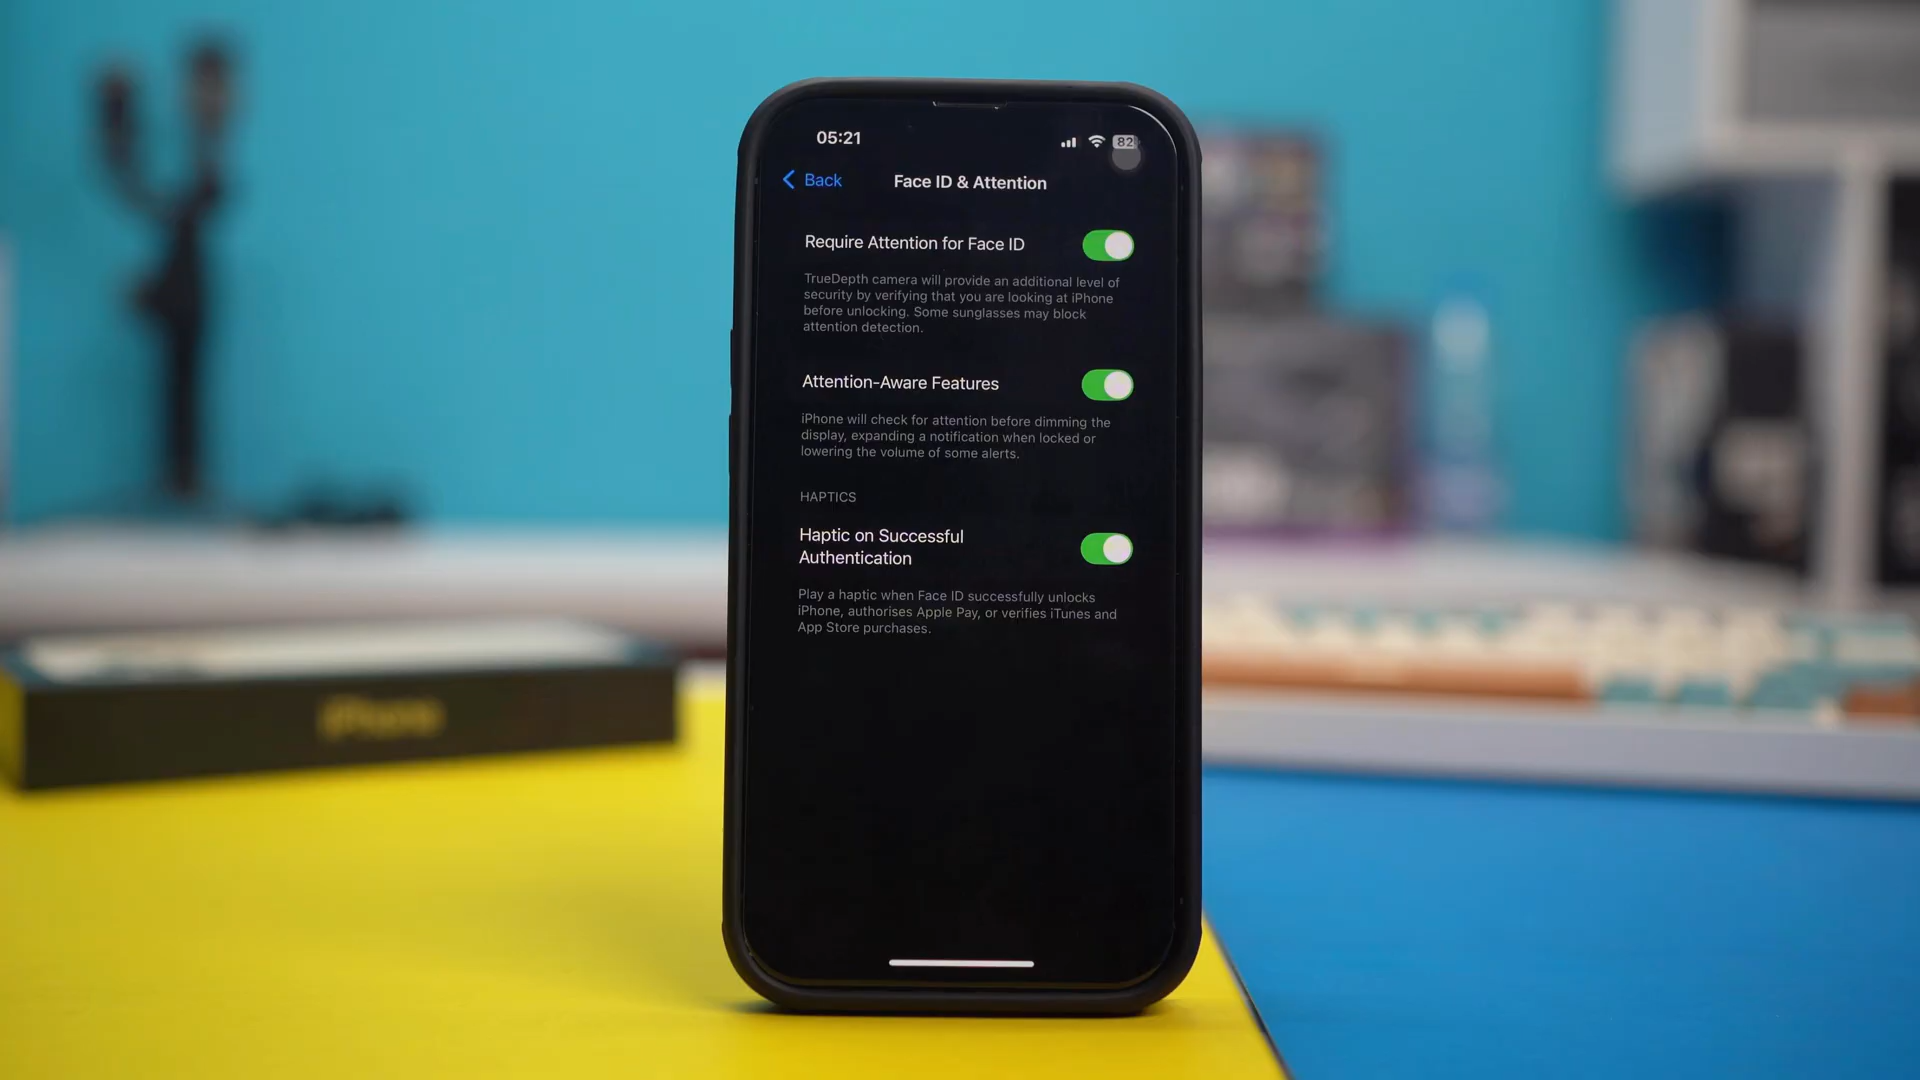 05:21
82
Back
Face ID & Attention
Require Attention for Face ID
TrueDepth camera will provide an additional level of
security by verifying that you are looking at iPhone
before unlocking. Some sunglasses may block
attention detection.
Attention-Aware Features
iPhone will check for attention before dimming the
display, expanding a notification when locked or
lowering the volume of some alerts.
HAPTICS
Haptic on Successful
Authentication
Play a haptic when Face ID successfully unlocks
iPhone, authorises Apple Pay, or verifies iTunes and
App Store purchases.
iPhone